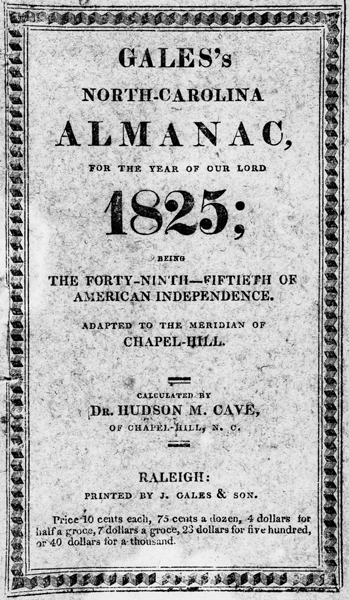 GALES's
NORTH-CAROLINA
ALMANAC,
FOR THE YEAR OF OUR LORD
1825;
BEING
THE FORTY-NINTH—FIFTIETH OF
AMERICAN INDEPENDENCE.
ADAPTED TO THE MERIDIAN OF
CHAPEL-HILL.
CALCULATED BY
DR. HUDSON M. CAVE,
OF CHAPEL-HILL, N. C.
RALEIGH:
PRINTED BY J. GALES & SON.
Price 10 cents each, 75 cents a dozen, 4 dollars for
half a groce, 7 dollars a groce, 23 dollars for five hundred,
or 40 dollars for a thousand.